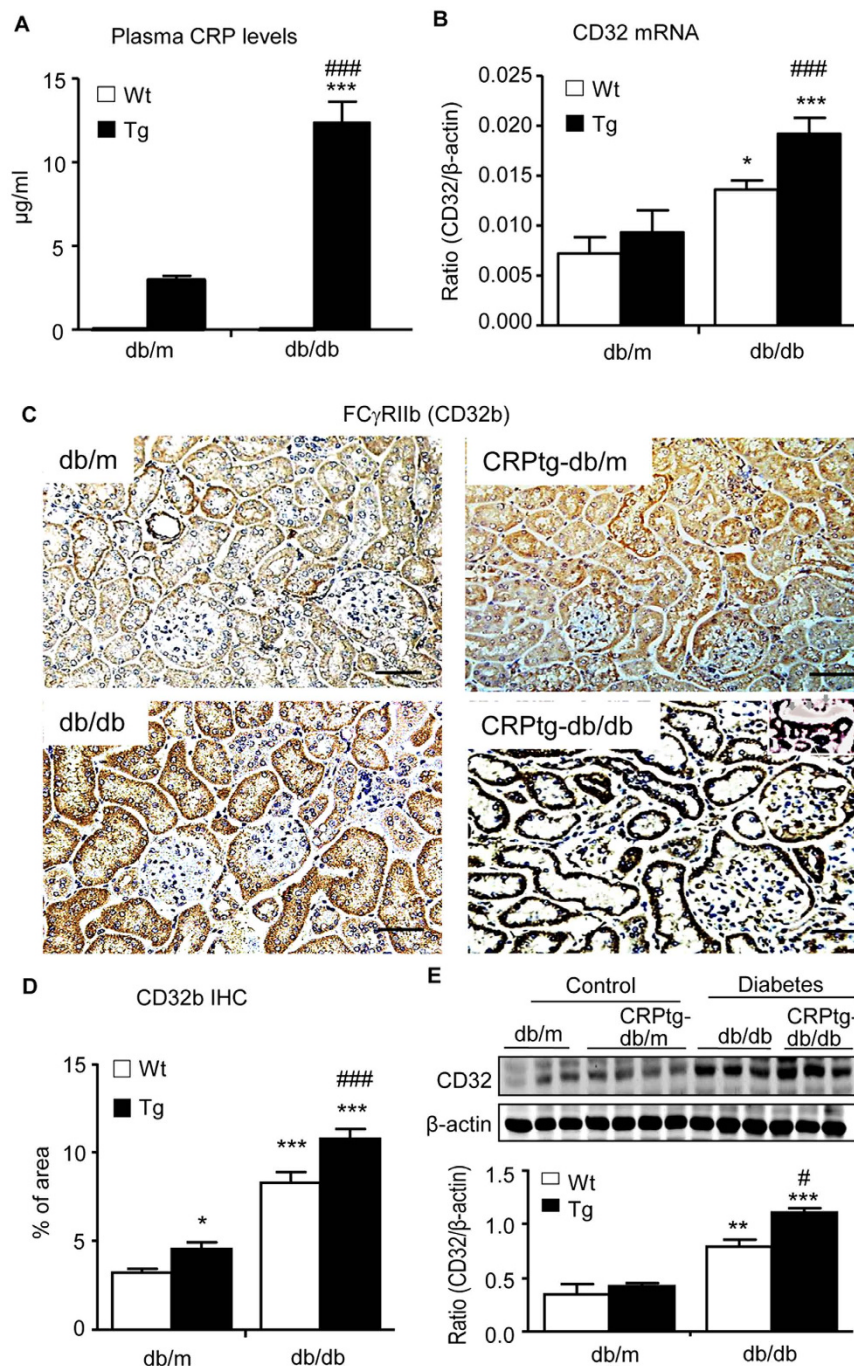 A
Plasma CRP levels
###
***
Wt
Tg
15
10
5
0
µg/ml
db/m
db/db
B
CD32 mRNA
###
***
*
Wt
Tg
0.025
0.020
0.015
0.010
0.005
0.000
Ratio (CD32/β-actin)
db/m
db/db
C
FCγRIIb (CD32b)
db/m
CRPtg-db/m
db/db
CRPtg-db/db
D
CD32b IHC
###
***
***
*
Wt
Tg
15
10
5
0
% of area
db/m
db/db
E
Control
Diabetes
db/m
CRPtg-
db/m
db/db
CRPtg-
db/db
CD32
β-actin
Wt
Tg
#
***
**
1.5
1.0
0.5
0.0
Ratio (CD32/β-actin)
db/m
db/db